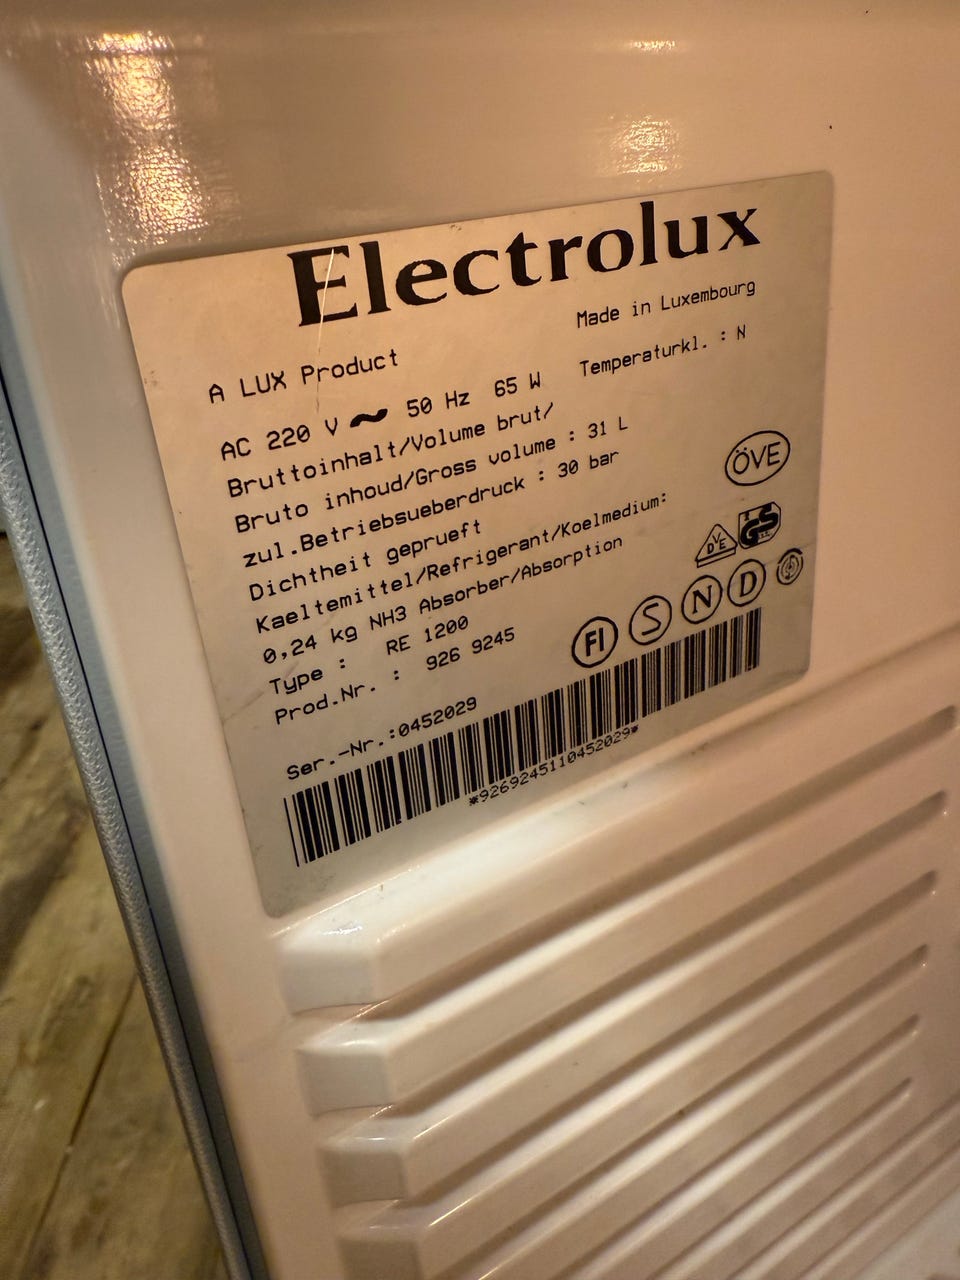 Electrolux
Made in Luxembourg
A LUX Product
Temperaturkl. : N
AC 220 V ~ 50 Hz 65 W
Bruttoinhalt/Volume brut/
Bruto inhoud/Gross volume : 31 L
zul.Betriebsueberdruck : 30 bar
Dichtheit geprueft
Kaeltemittel/Refrigerant/Koelmedium:
0,24 kg NH3 Absorber/Absorption
Type : RE 1200
Prod.Nr. : 926 9245
ÖVE
DVE GS
FI S N D
Ser.-Nr.:0452029
*9269245110452029*